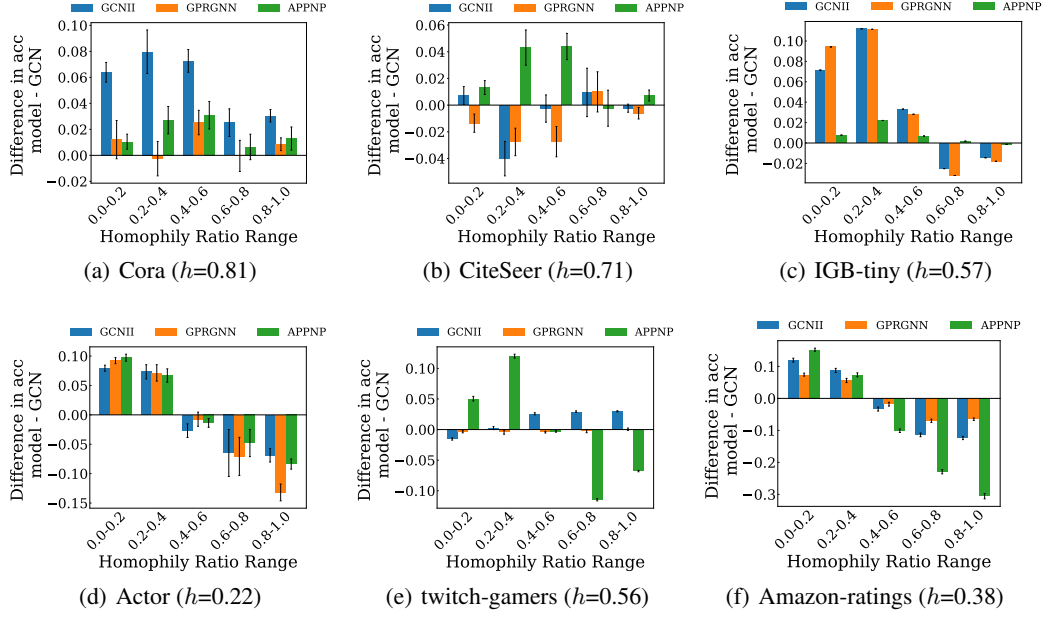 GCNII GPRGNN APPNP
0.10
0.08
0.06
0.04
0.02
0.00
−0.02
Difference in acc
model - GCN
0.0-0.2 0.2-0.4 0.4-0.6 0.6-0.8 0.8-1.0
Homophily Ratio Range
(a) Cora (h=0.81)
GCNII GPRGNN APPNP
0.06
0.04
0.02
0.00
−0.02
−0.04
Difference in acc
model - GCN
0.0-0.2 0.2-0.4 0.4-0.6 0.6-0.8 0.8-1.0
Homophily Ratio Range
(b) CiteSeer (h=0.71)
GCNII GPRGNN APPNP
0.10
0.08
0.06
0.04
0.02
0.00
−0.02
Difference in acc
model - GCN
0.0-0.2 0.2-0.4 0.4-0.6 0.6-0.8 0.8-1.0
Homophily Ratio Range
(c) IGB-tiny (h=0.57)
GCNII GPRGNN APPNP
0.10
0.05
0.00
−0.05
−0.10
−0.15
Difference in acc
model - GCN
0.0-0.2 0.2-0.4 0.4-0.6 0.6-0.8 0.8-1.0
Homophily Ratio Range
(d) Actor (h=0.22)
GCNII GPRGNN APPNP
0.10
0.05
0.00
−0.05
−0.10
Difference in acc
model - GCN
0.0-0.2 0.2-0.4 0.4-0.6 0.6-0.8 0.8-1.0
Homophily Ratio Range
(e) twitch-gamers (h=0.56)
GCNII GPRGNN APPNP
0.1
0.0
−0.1
−0.2
−0.3
Difference in acc
model - GCN
0.0-0.2 0.2-0.4 0.4-0.6 0.6-0.8 0.8-1.0
Homophily Ratio Range
(f) Amazon-ratings (h=0.38)